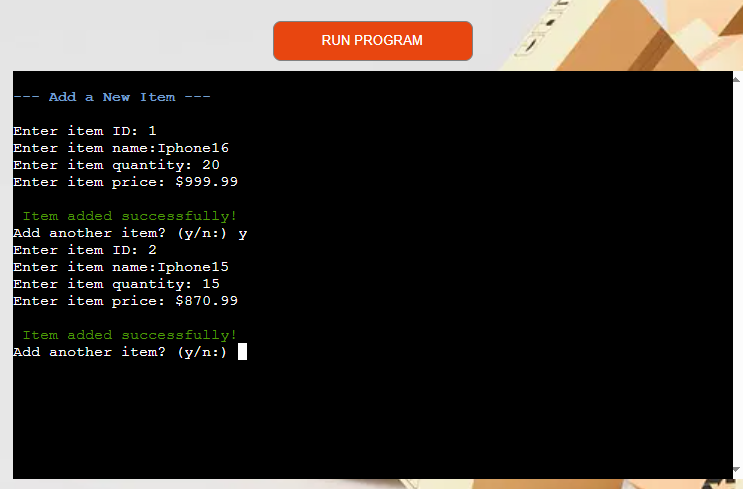 RUN PROGRAM
--- Add a New Item ---
Enter item ID: 1
Enter item name:Iphone16
Enter item quantity: 20
Enter item price: $999.99
Item added successfully!
Add another item? (y/n:) y
Enter item ID: 2
Enter item name:Iphone15
Enter item quantity: 15
Enter item price: $870.99
Item added successfully!
Add another item? (y/n:)